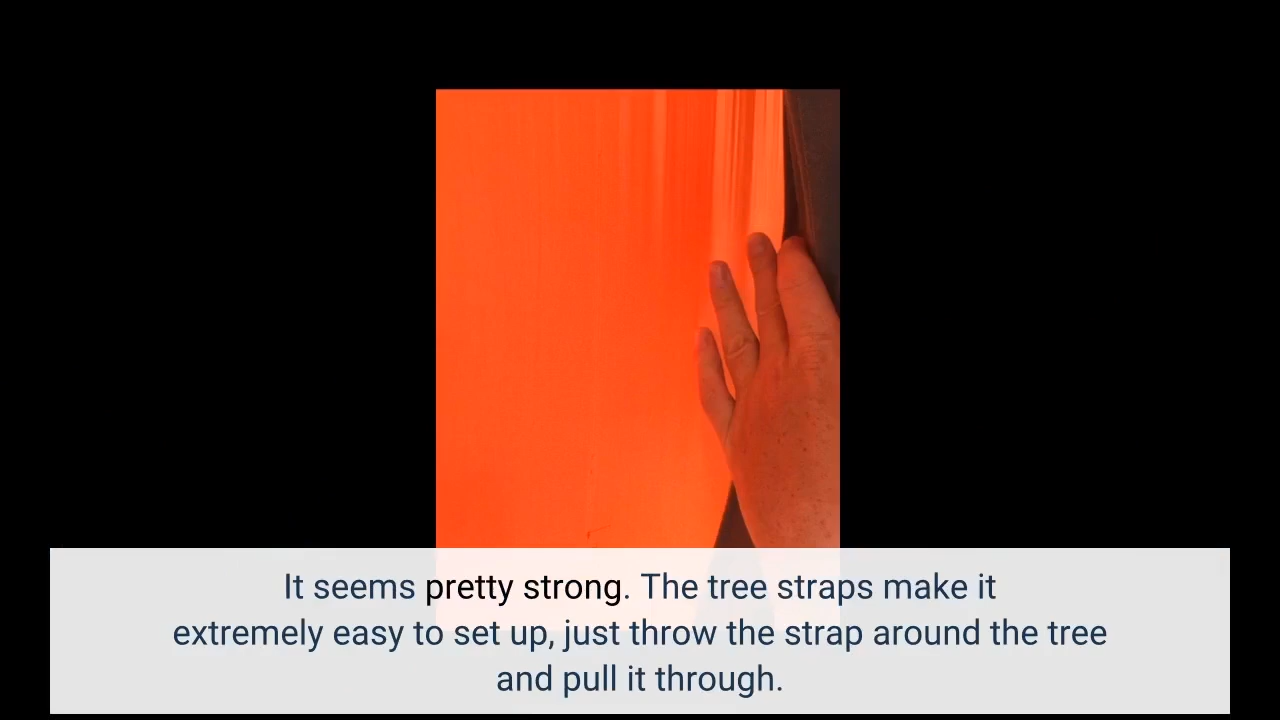 It seems pretty strong. The tree straps make it
extremely easy to set up, just throw the strap around the tree
and pull it through.